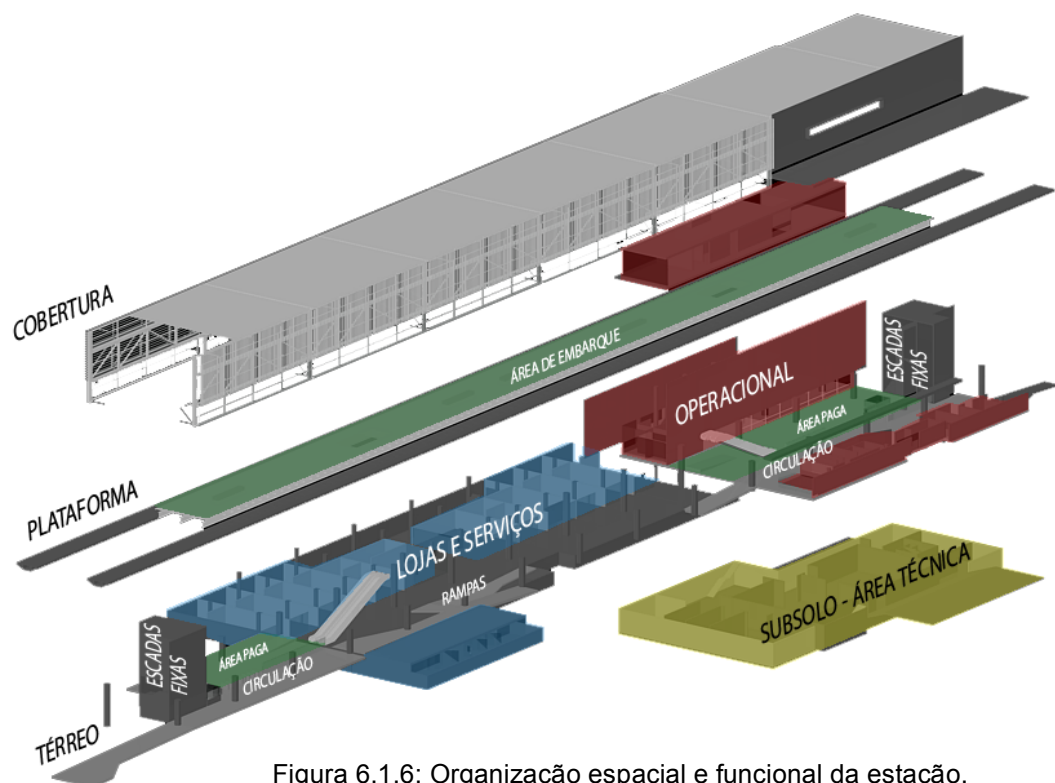 COBERTURA
ÁREA DE EMBARQUE
ESCADAS
FIXAS
OPERACIONAL
ÁREA PAGA
CIRCULAÇÃO
PLATAFORMA
LOJAS E SERVIÇOS
RAMPAS
SUBSOLO - ÁREA TÉCNICA
ESCADAS
FIXAS
ÁREA PAGA
CIRCULAÇÃO
TÉRREO
Figura 6.1.6: Organização espacial e funcional da estação.